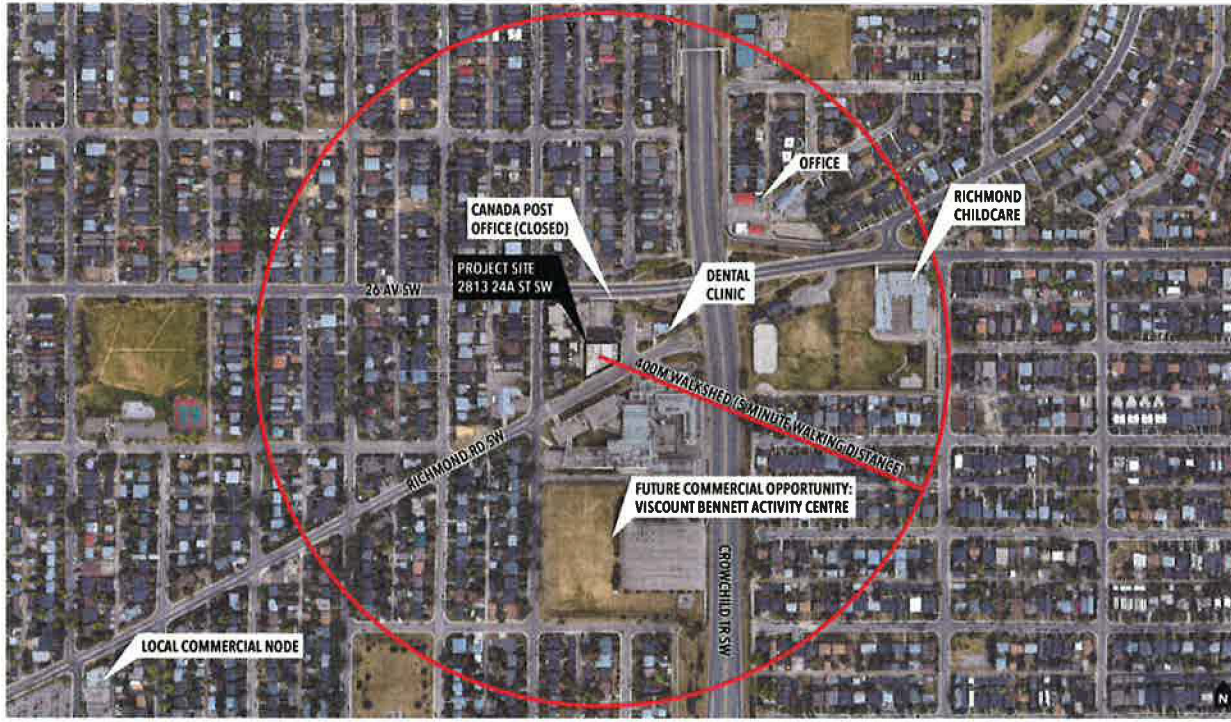 OFFICE
RICHMOND
CHILDCARE
CANADA POST
OFFICE (CLOSED)
PROJECT SITE
2813 24A ST SW
DENTAL
CLINIC
26 AV SW
400M WALKSHED (5 MINUTE WALKING DISTANCE)
RICHMOND RD SW
FUTURE COMMERCIAL OPPORTUNITY:
VISCOUNT BENNETT ACTIVITY CENTRE
CROWCHILD TR SW
LOCAL COMMERCIAL NODE